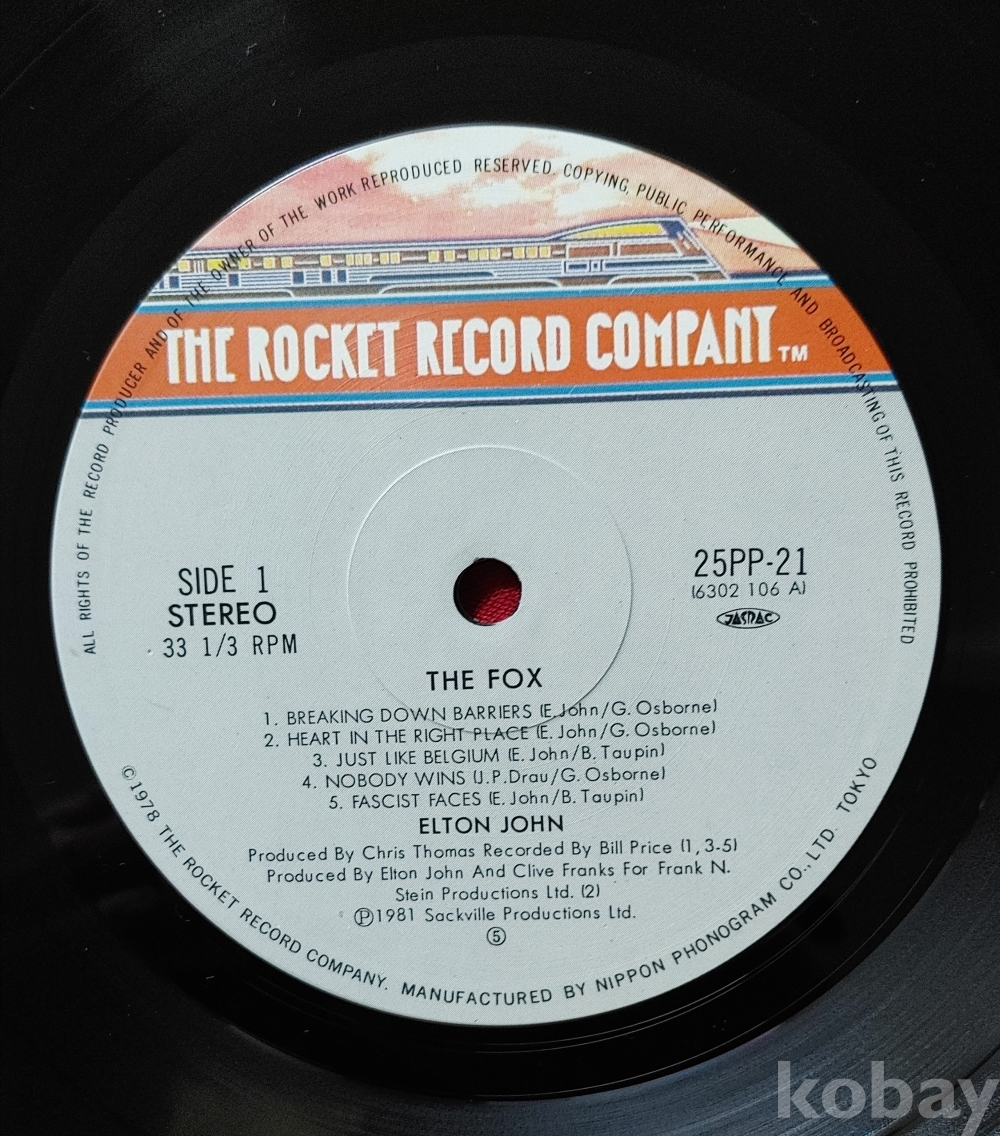 ALL RIGHTS OF THE RECORD PRODUCER AND OF THE OWNER OF THE WORK REPRODUCED RESERVED. COPYING, PUBLIC PERFORMANCE AND BROADCASTING OF THIS RECORD PROHIBITED
THE ROCKET RECORD COMPANY TM
SIDE 1
STEREO
33 1/3 RPM
25PP-21
(6302 106 A)
JASRAC
THE FOX
1. BREAKING DOWN BARRIERS (E.John/G. Osborne)
2. HEART IN THE RIGHT PLACE (E. John/G. Osborne)
3. JUST LIKE BELGIUM (E. John/B. Taupin)
4. NOBODY WINS (J.P.Drau/G. Osborne)
5. FASCIST FACES (E. John/B. Taupin)
ELTON JOHN
Produced By Chris Thomas Recorded By Bill Price (1, 3-5)
Produced By Elton John And Clive Franks For Frank N.
Stein Productions Ltd. (2)
℗1981 Sackville Productions Ltd.
⑤
©1978 THE ROCKET RECORD COMPANY. MANUFACTURED BY NIPPON PHONOGRAM CO., LTD. TOKYO
kobay